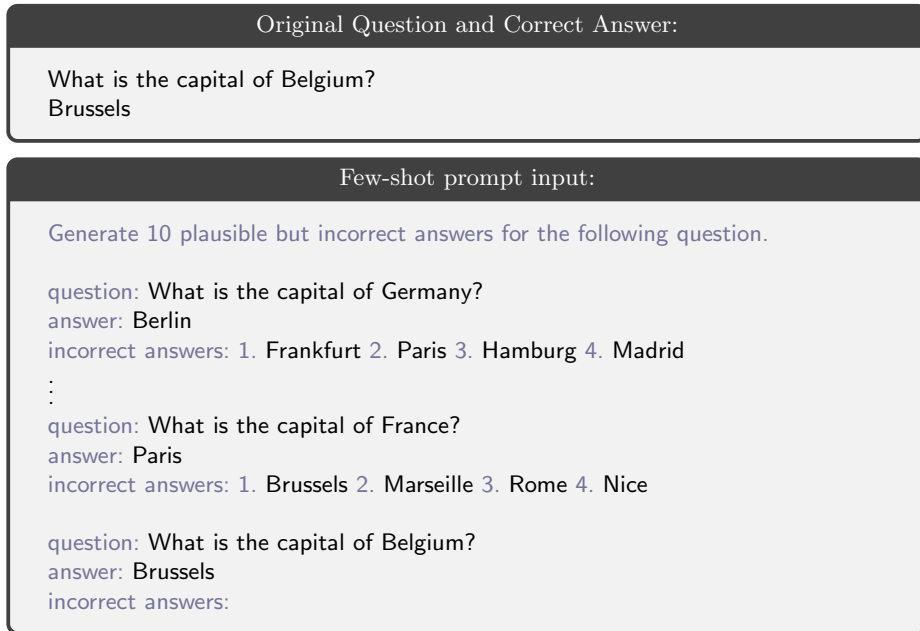 Original Question and Correct Answer:
What is the capital of Belgium?
Brussels
Few-shot prompt input:
Generate 10 plausible but incorrect answers for the following question.
question: What is the capital of Germany?
answer: Berlin
incorrect answers: 1. Frankfurt 2. Paris 3. Hamburg 4. Madrid
⋮
question: What is the capital of France?
answer: Paris
incorrect answers: 1. Brussels 2. Marseille 3. Rome 4. Nice
question: What is the capital of Belgium?
answer: Brussels
incorrect answers: